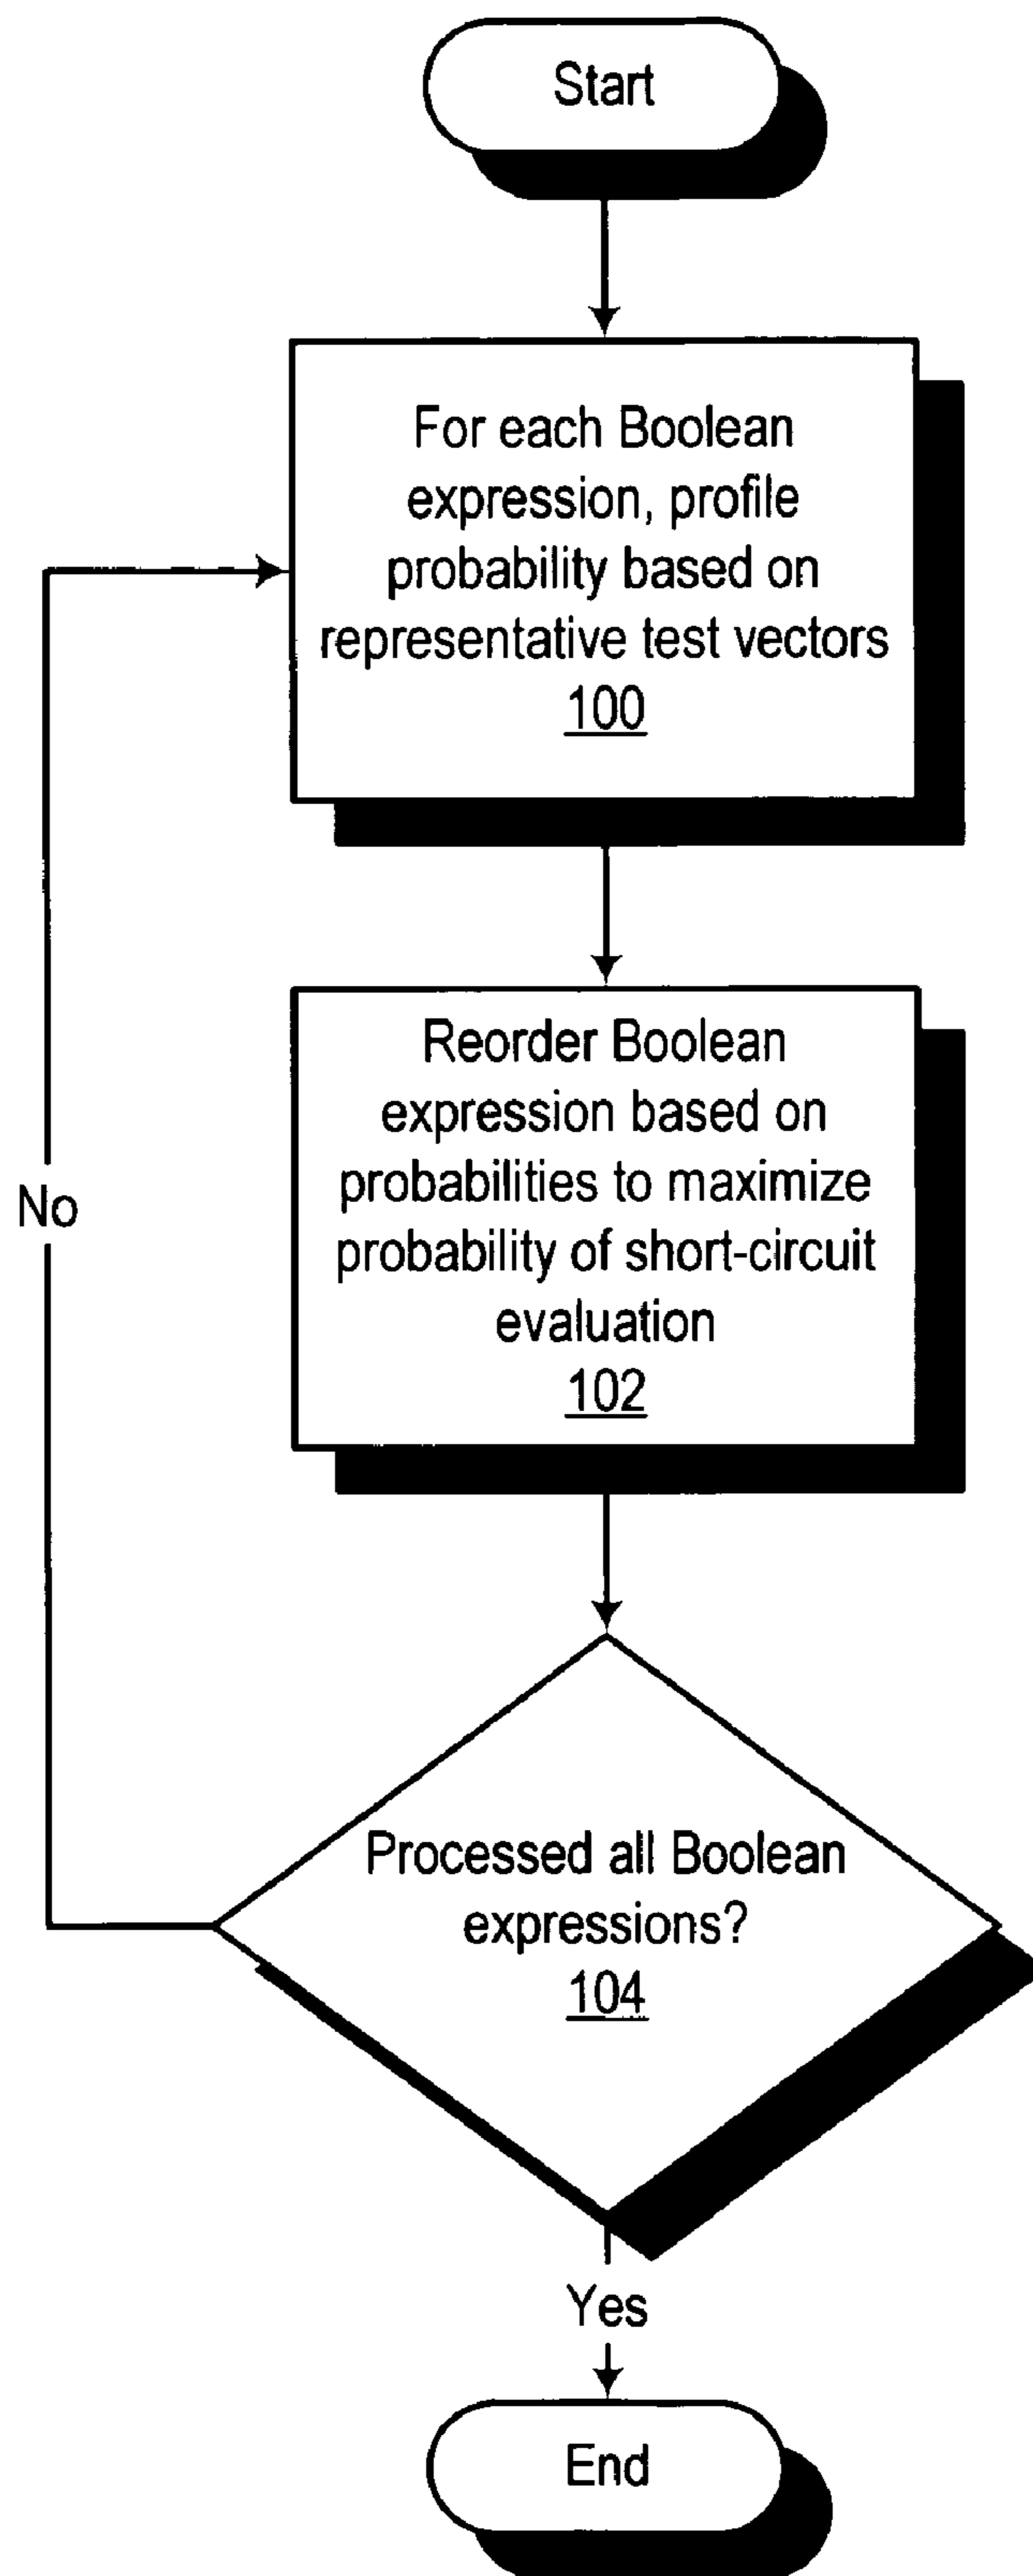 Start
For each Boolean
expression, profile
probability based on
representative test vectors
100
Reorder Boolean
expression based on
probabilities to maximize
probability of short-circuit
evaluation
102
No
Processed all Boolean
expressions?
104
Yes
End